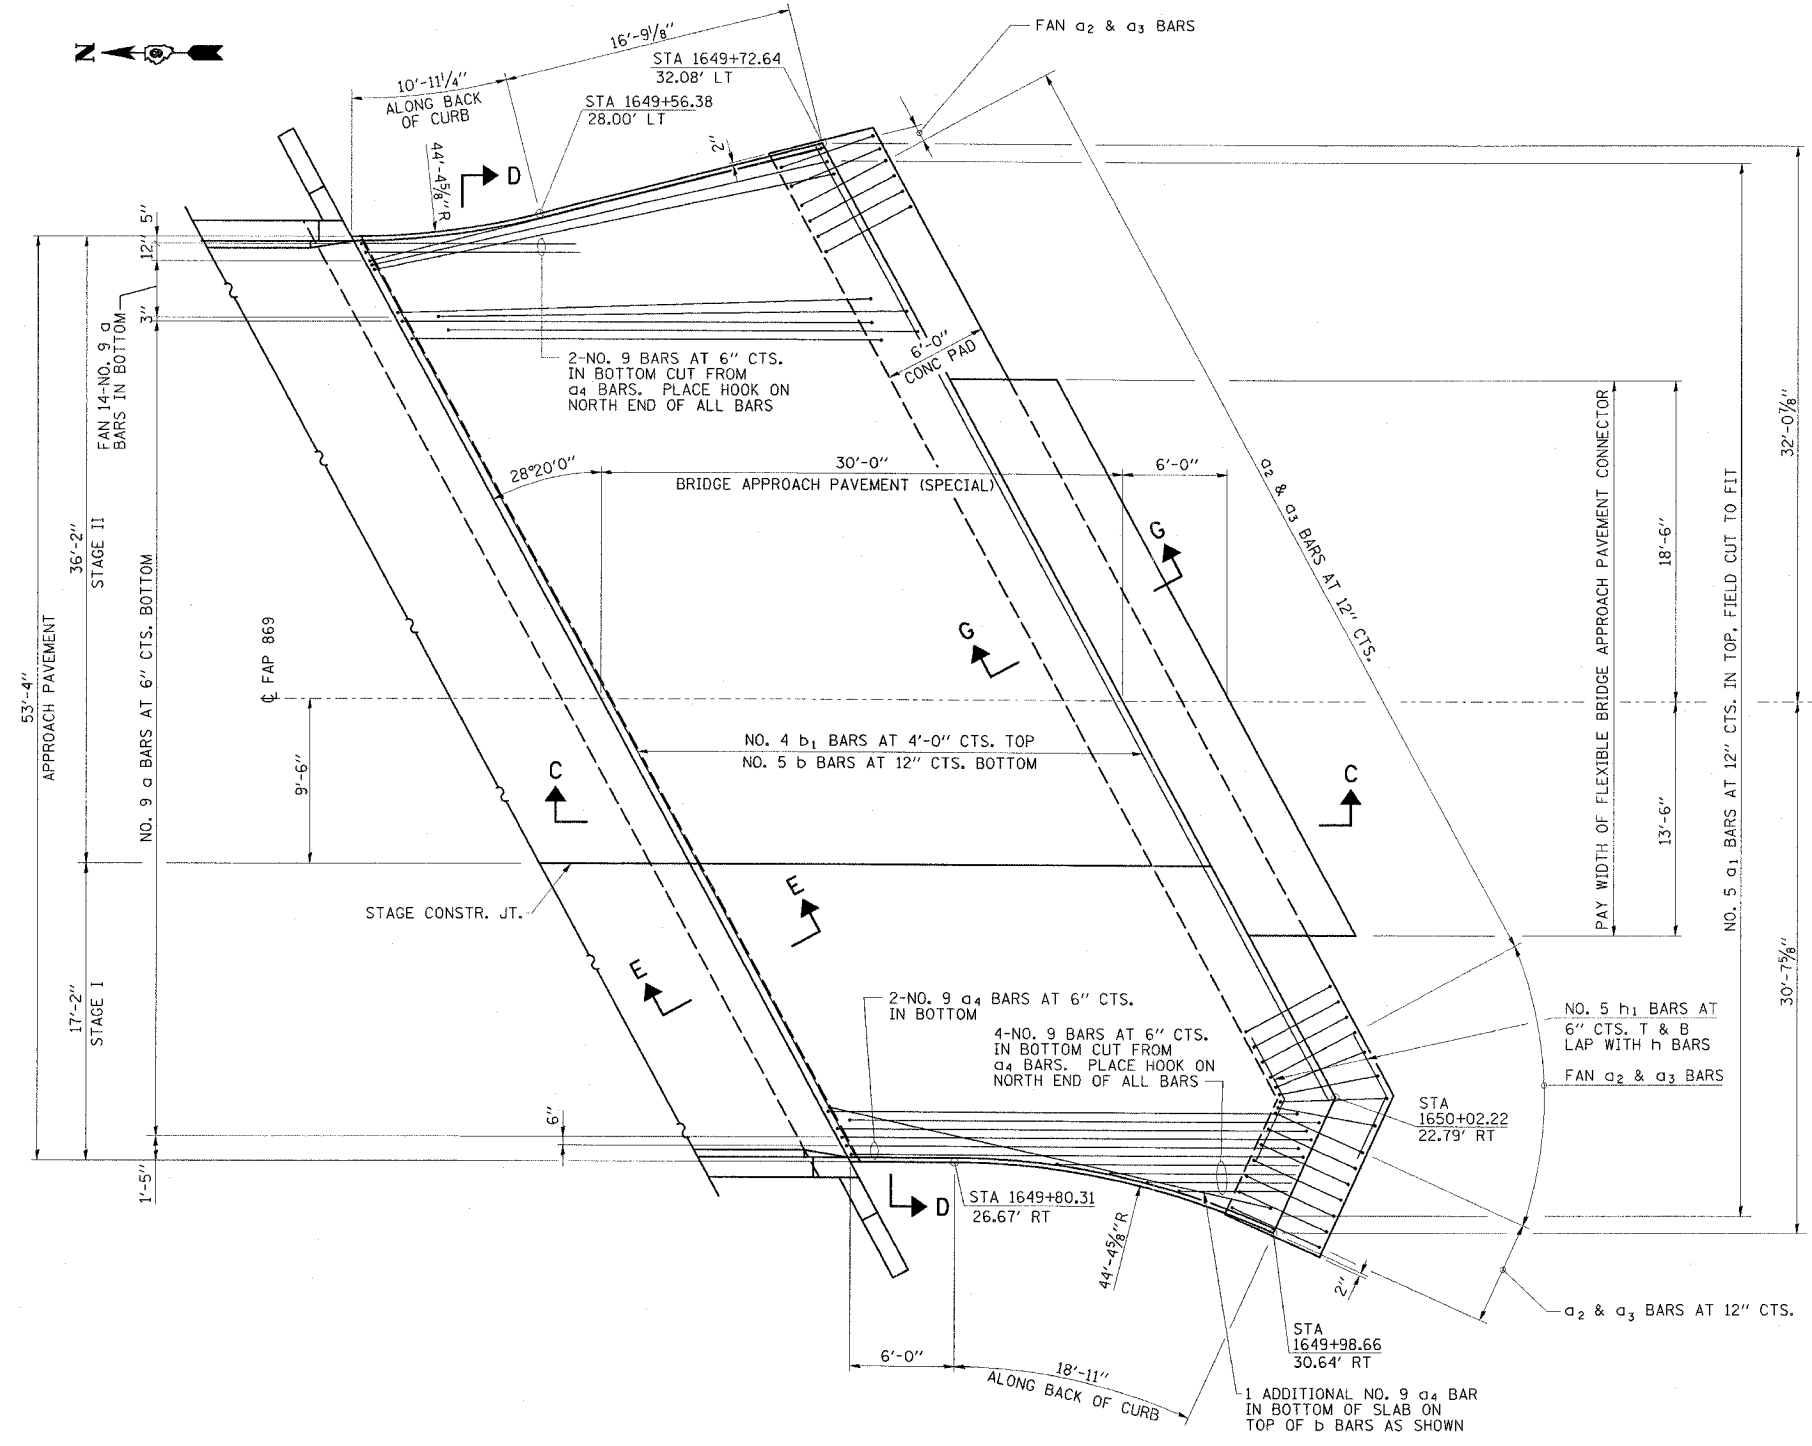 N
16'-9 1/8"
10'-11 1/4"
ALONG BACK
OF CURB
STA 1649+72.64
32.08' LT
STA 1649+56.38
28.00' LT
FAN a2 & a3 BARS
44'-4 5/8" R
D
2"
5"
12"
3"
FAN 14-NO. 9 a
BARS IN BOTTOM
2-NO. 9 BARS AT 6" CTS.
IN BOTTOM CUT FROM
a4 BARS. PLACE HOOK ON
NORTH END OF ALL BARS
6'-0"
CONC PAD
28°20'0"
30'-0"
BRIDGE APPROACH PAVEMENT (SPECIAL)
6'-0"
a2 & a3 BARS AT 12" CTS.
G
G
PAY WIDTH OF FLEXIBLE BRIDGE APPROACH PAVEMENT CONNECTOR
18'-6"
13'-6"
NO. 5 a1 BARS AT 12" CTS. IN TOP, FIELD CUT TO FIT
32'-0 7/8"
30'-7 5/8"
53'-4"
APPROACH PAVEMENT
36'-2"
STAGE II
17'-2"
STAGE I
NO. 9 a BARS AT 6" CTS. BOTTOM
℄ FAP 869
9'-6"
NO. 4 b1 BARS AT 4'-0" CTS. TOP
NO. 5 b BARS AT 12" CTS. BOTTOM
C
C
STAGE CONSTR. JT.
E
E
2-NO. 9 a4 BARS AT 6" CTS.
IN BOTTOM
4-NO. 9 BARS AT 6" CTS.
IN BOTTOM CUT FROM
a4 BARS. PLACE HOOK ON
NORTH END OF ALL BARS
NO. 5 h1 BARS AT
6" CTS. T & B
LAP WITH h BARS
FAN a2 & a3 BARS
STA
1650+02.22
22.79' RT
6"
1'-5"
D
STA 1649+80.31
26.67' RT
44'-4 5/8" R
2"
a2 & a3 BARS AT 12" CTS.
STA
1649+98.66
30.64' RT
6'-0"
18'-11"
ALONG BACK OF CURB
1 ADDITIONAL NO. 9 a4 BAR
IN BOTTOM OF SLAB ON
TOP OF b BARS AS SHOWN